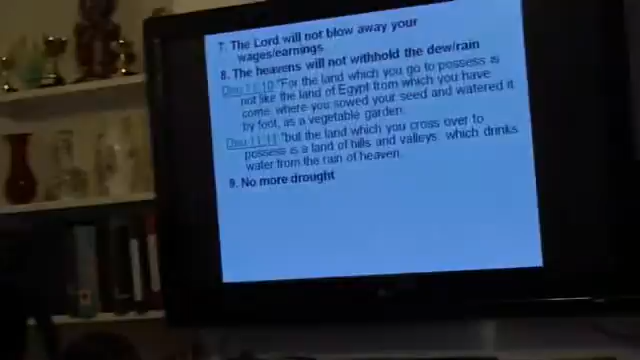 7. The Lord will not blow away your
wages/earnings
8. The heavens will not withhold the dew/rain
Deu 11:10 "For the land which you go to possess is
not like the land of Egypt from which you have
come, where you sowed your seed and watered it
by foot, as a vegetable garden;
Deu 11:11 "but the land which you cross over to
possess is a land of hills and valleys, which drinks
water from the rain of heaven,
9. No more drought